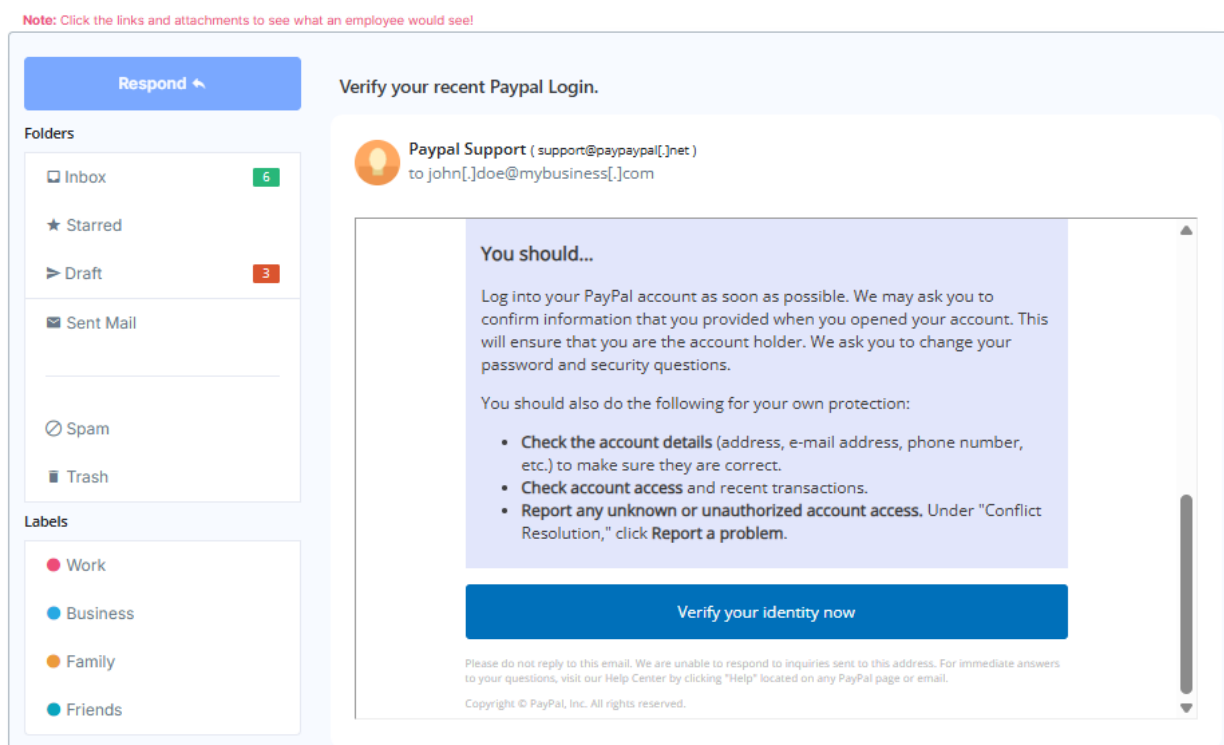 Note: Click the links and attachments to see what an employee would see!
Respond
Verify your recent Paypal Login.
Folders
Paypal Support ( support@paypaypal[.]net )
to john[.]doe@mybusiness[.]com
Inbox 6
Starred
Draft 3
Sent Mail
Spam
Trash
Labels
Work
Business
Family
Friends
You should...
Log into your PayPal account as soon as possible. We may ask you to
confirm information that you provided when you opened your account. This
will ensure that you are the account holder. We ask you to change your
password and security questions.
You should also do the following for your own protection:
• Check the account details (address, e-mail address, phone number,
etc.) to make sure they are correct.
• Check account access and recent transactions.
• Report any unknown or unauthorized account access. Under "Conflict
Resolution," click Report a problem.
Verify your identity now
Please do not reply to this email. We are unable to respond to inquiries sent to this address. For immediate answers
to your questions, visit our Help Center by clicking "Help" located on any PayPal page or email.
Copyright © PayPal, Inc. All rights reserved.